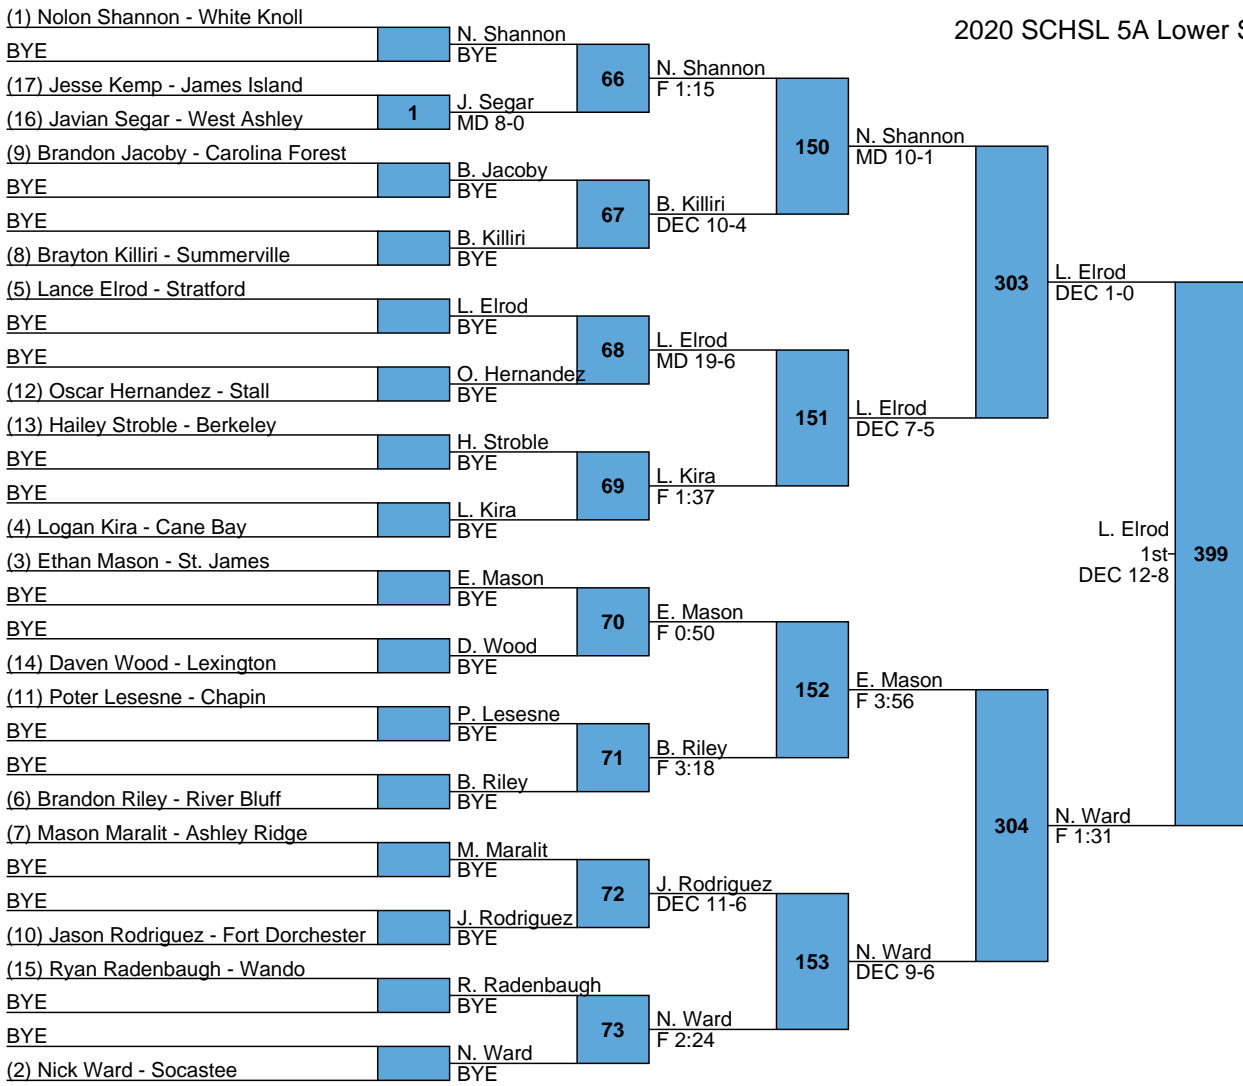 2020 SCHSL 5A Lower S
(1) Nolon Shannon - White Knoll
BYE
(17) Jesse Kemp - James Island
(16) Javian Segar - West Ashley
(9) Brandon Jacoby - Carolina Forest
BYE
BYE
(8) Brayton Killiri - Summerville
(5) Lance Elrod - Stratford
BYE
BYE
(12) Oscar Hernandez - Stall
(13) Hailey Stroble - Berkeley
BYE
BYE
(4) Logan Kira - Cane Bay
(3) Ethan Mason - St. James
BYE
BYE
(14) Daven Wood - Lexington
(11) Poter Lesesne - Chapin
BYE
BYE
(6) Brandon Riley - River Bluff
(7) Mason Maralit - Ashley Ridge
BYE
BYE
(10) Jason Rodriguez - Fort Dorchester
(15) Ryan Radenbaugh - Wando
BYE
BYE
(2) Nick Ward - Socastee
1
N. Shannon
BYE
J. Segar
MD 8-0
B. Jacoby
BYE
B. Killiri
BYE
L. Elrod
BYE
O. Hernandez
BYE
H. Stroble
BYE
L. Kira
BYE
E. Mason
BYE
D. Wood
BYE
P. Lesesne
BYE
B. Riley
BYE
M. Maralit
BYE
J. Rodriguez
BYE
R. Radenbaugh
BYE
N. Ward
BYE
66
67
68
69
70
71
72
73
N. Shannon
F 1:15
B. Killiri
DEC 10-4
L. Elrod
MD 19-6
L. Kira
F 1:37
E. Mason
F 0:50
B. Riley
F 3:18
J. Rodriguez
DEC 11-6
N. Ward
F 2:24
150
151
152
153
N. Shannon
MD 10-1
L. Elrod
DEC 7-5
E. Mason
F 3:56
N. Ward
DEC 9-6
303
304
L. Elrod
DEC 1-0
N. Ward
F 1:31
L. Elrod
1st
DEC 12-8
399